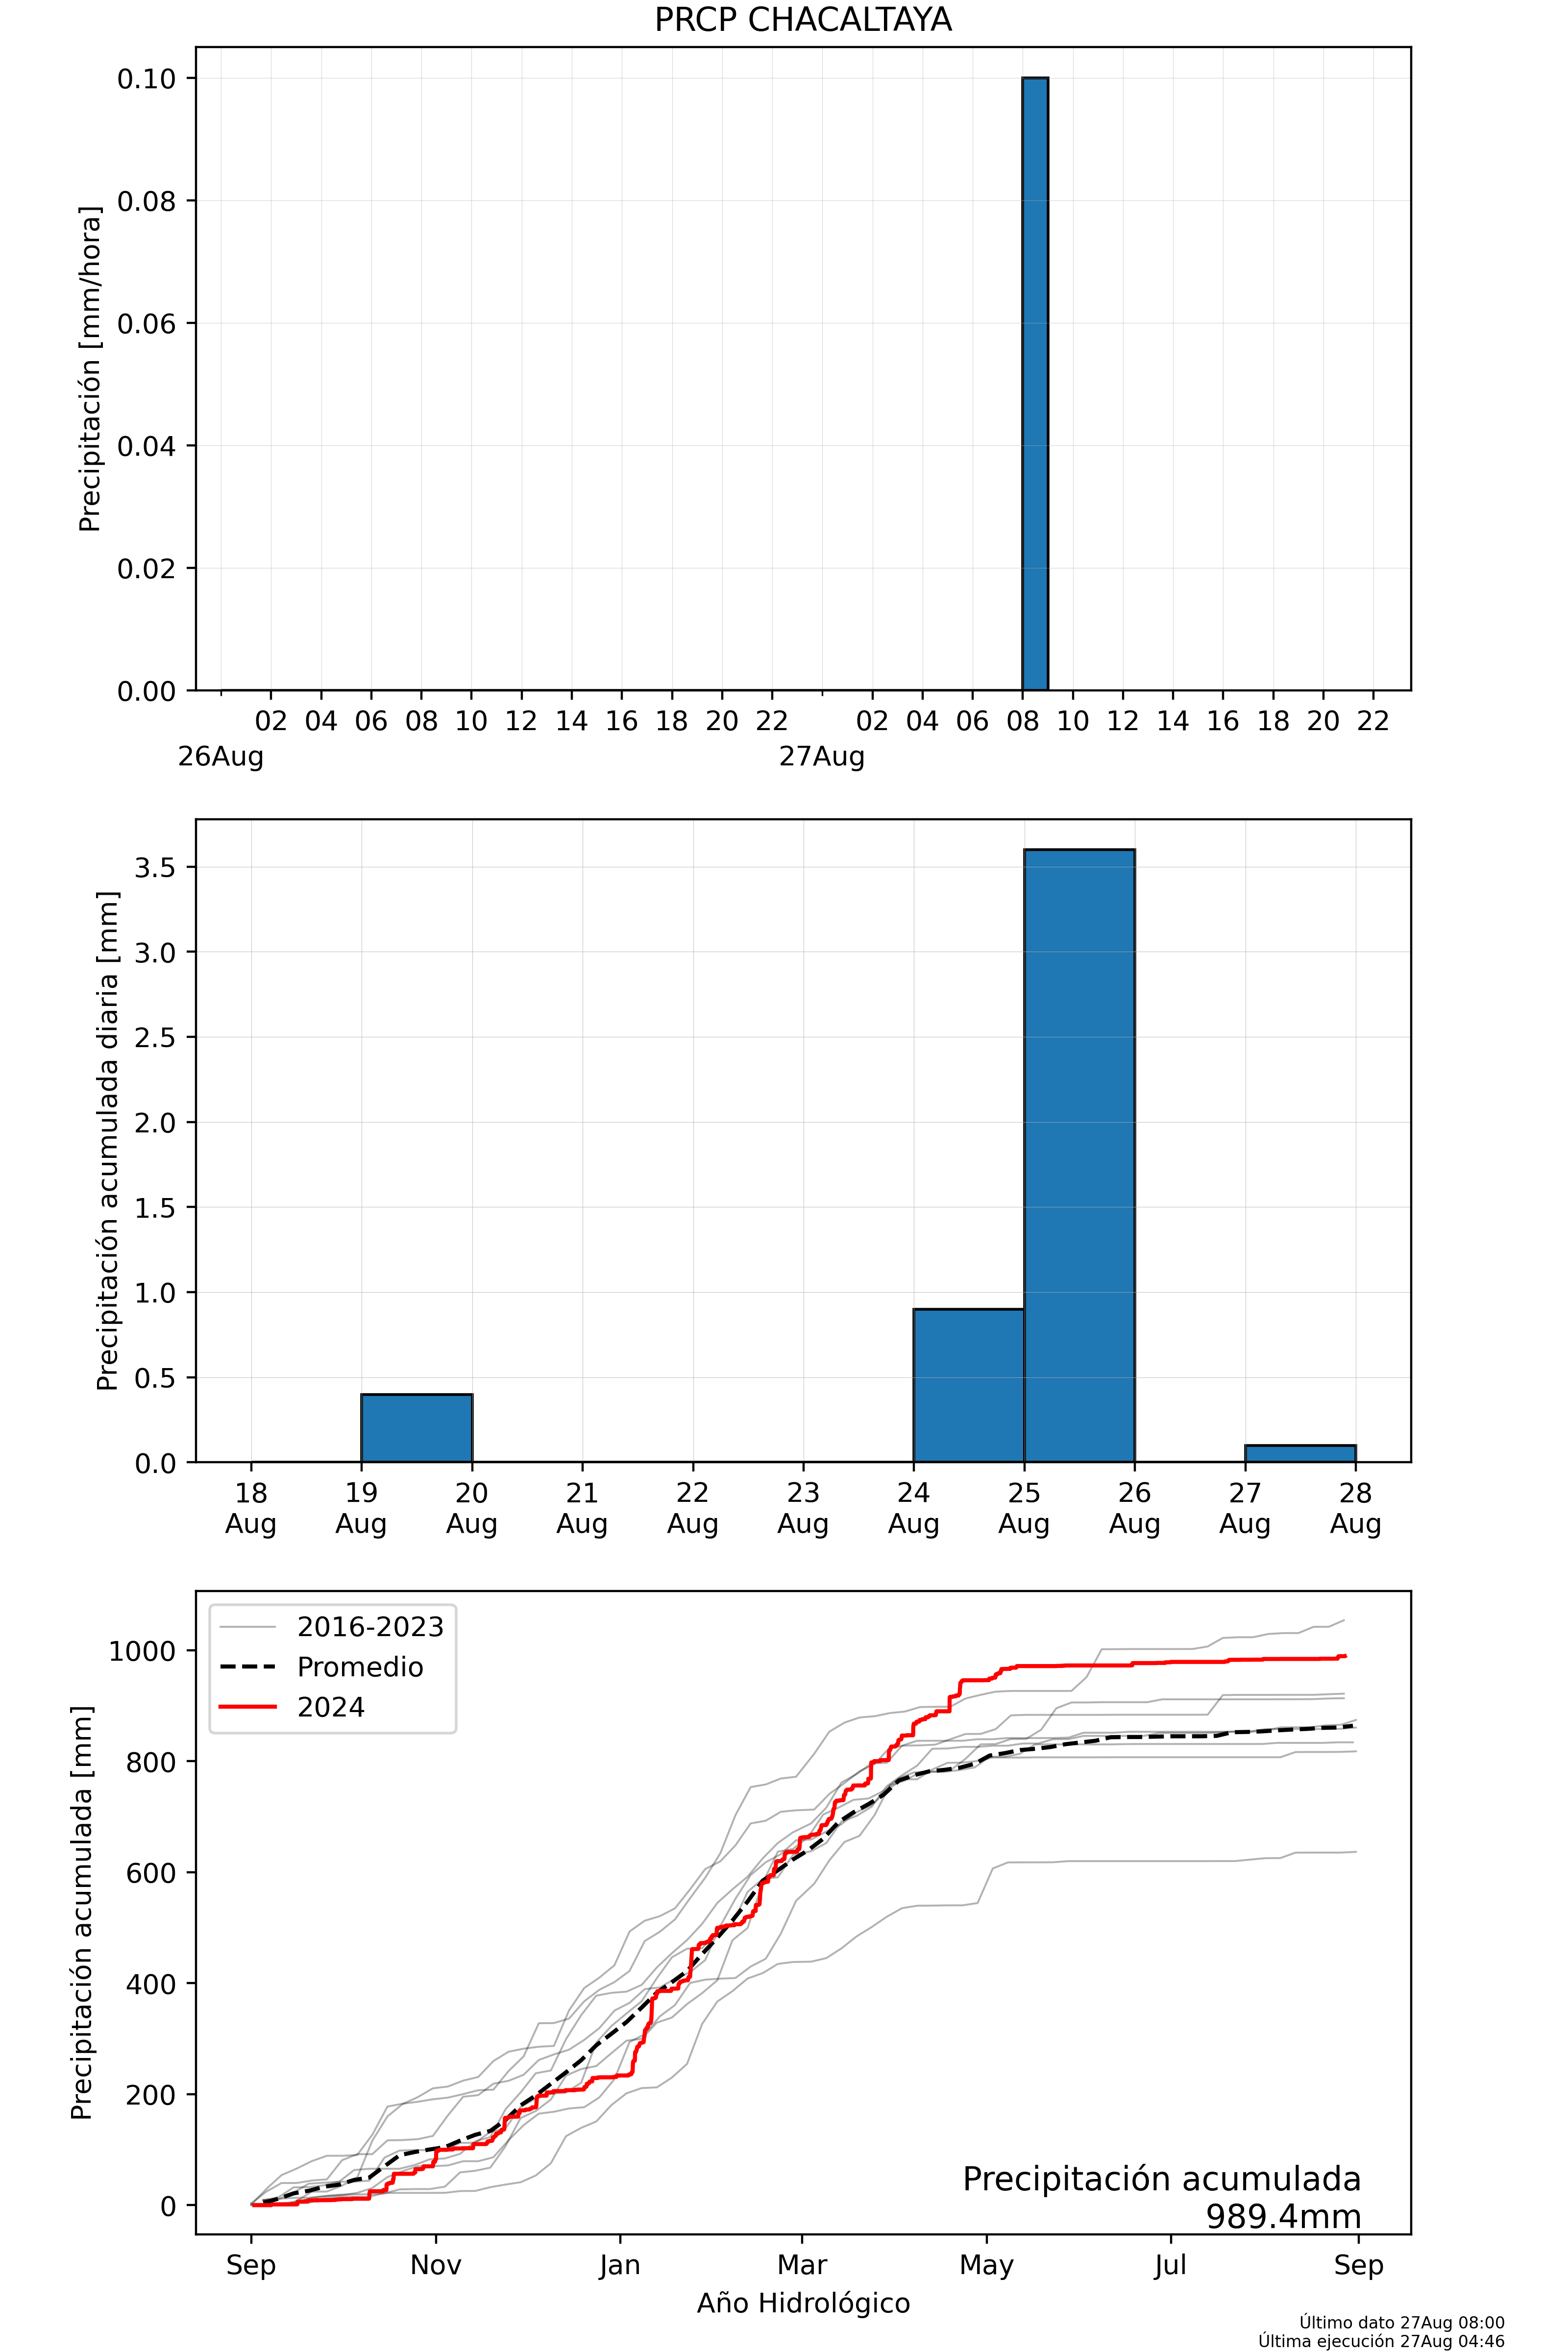 PRCP CHACALTAYA
Precipitación [mm/hora]
0.10
0.08
0.06
0.04
0.02
0.00
02 04 06 08 10 12 14 16 18 20 22 02 04 06 08 10 12 14 16 18 20 22
26Aug 27Aug
Precipitación acumulada diaria [mm]
3.5
3.0
2.5
2.0
1.5
1.0
0.5
0.0
18 19 20 21 22 23 24 25 26 27 28
Aug Aug Aug Aug Aug Aug Aug Aug Aug Aug Aug
Precipitación acumulada [mm]
1000
800
600
400
200
0
2016-2023
Promedio
2024
Precipitación acumulada
989.4mm
Sep Nov Jan Mar May Jul Sep
Año Hidrológico
Último dato 27Aug 08:00
Última ejecución 27Aug 04:46